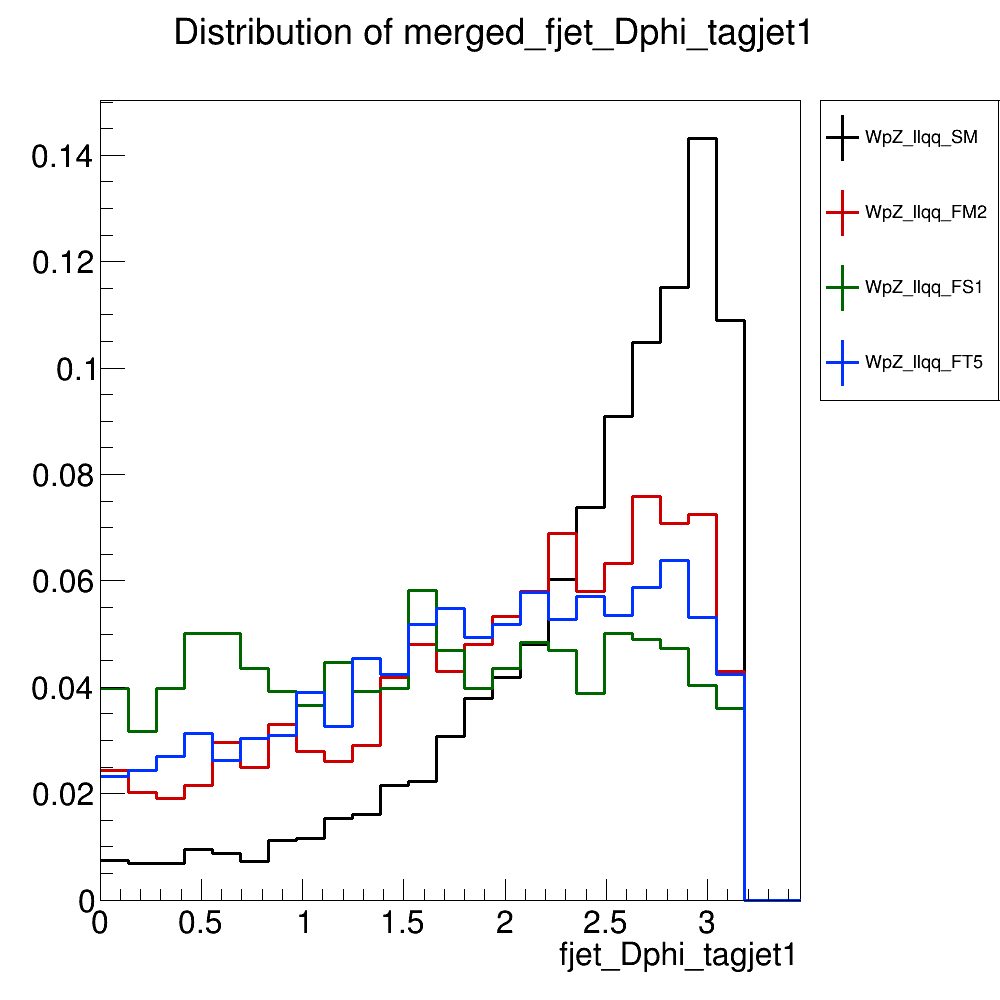 Distribution of merged_fjet_Dphi_tagjet1
0.14
0.12
0.1
0.08
0.06
0.04
0.02
0
0 0.5 1 1.5 2 2.5 3
fjet_Dphi_tagjet1
WpZ_llqq_SM
WpZ_llqq_FM2
WpZ_llqq_FS1
WpZ_llqq_FT5